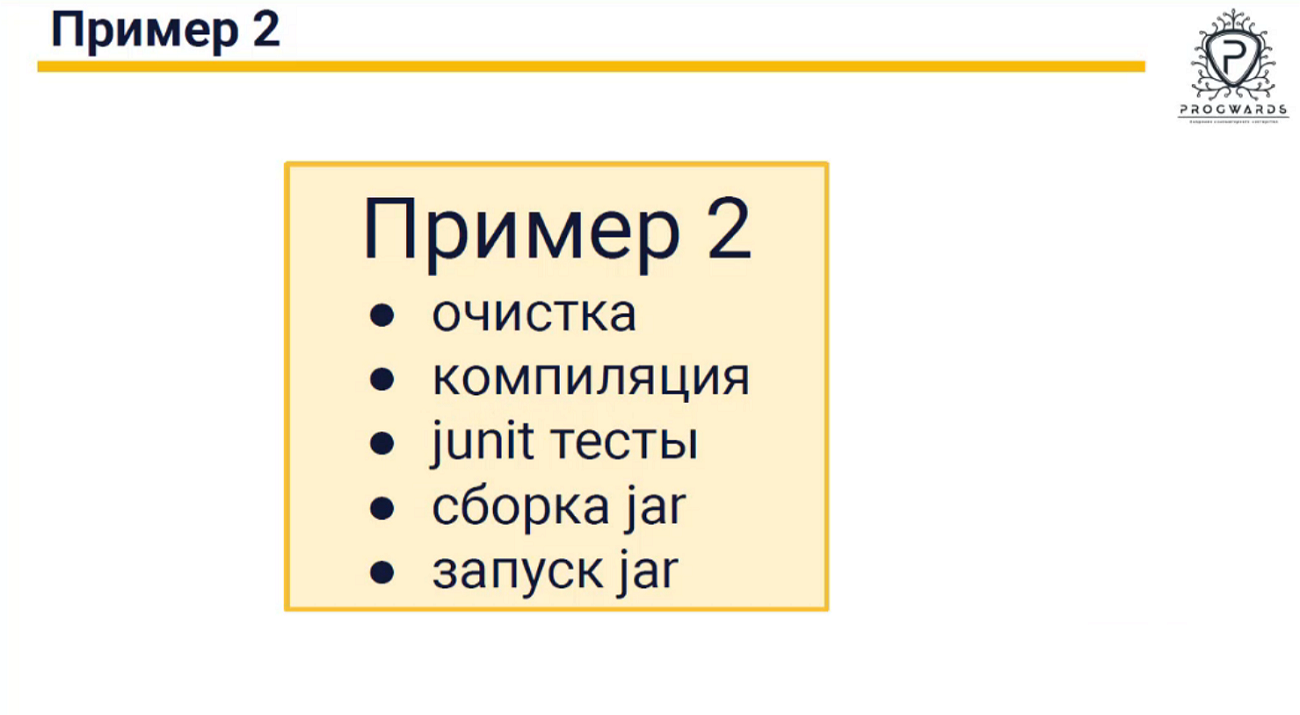 Пример 2
PROGWARDS
Пример 2
● очистка
● компиляция
● junit тесты
● сборка jar
● запуск jar